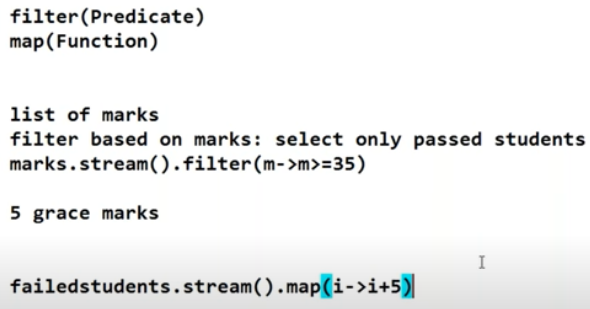 filter(Predicate)
map(Function)
list of marks
filter based on marks: select only passed students
marks.stream().filter(m->m>=35)
5 grace marks
failedstudents.stream().map(i->i+5)